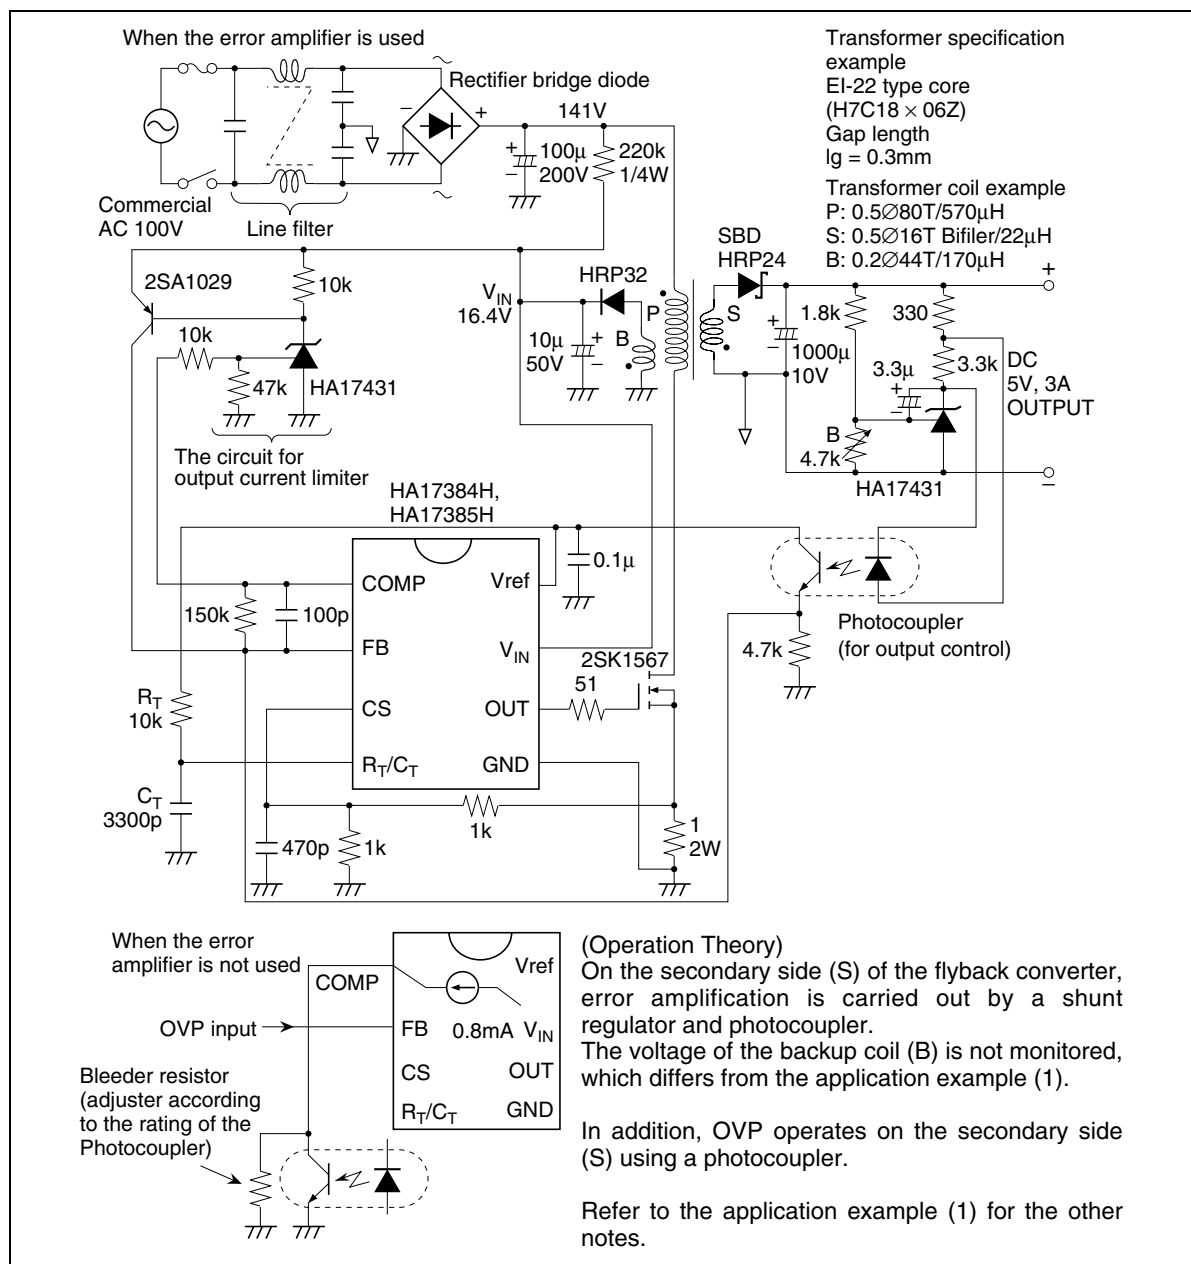 When the error amplifier is used
Rectifier bridge diode
~
~
−
+
141V
+
−
100μ
200V
220k
1/4W
Commercial
AC 100V
Line filter
Transformer specification
example
EI-22 type core
(H7C18 × 06Z)
Gap length
lg = 0.3mm
Transformer coil example
P: 0.5∅80T/570μH
S: 0.5∅16T Bifiler/22μH
B: 0.2∅44T/170μH
2SA1029
10k
10k
47k
HA17431
The circuit for
output current limiter
VIN
16.4V
HRP32
10μ
50V
+
−
B
P
S
SBD
HRP24
+
−
1000μ
10V
1.8k
330
3.3k
3.3μ
+
−
B
4.7k
HA17431
+
DC
5V, 3A
OUTPUT
−
HA17384H,
HA17385H
COMP
Vref
FB
VIN
CS
OUT
RT/CT
GND
0.1μ
150k
100p
RT
10k
CT
3300p
470p
1k
1k
2SK1567
51
1
2W
4.7k
Photocoupler
(for output control)
When the error
amplifier is not used
COMP
Vref
OVP input
FB
0.8mA
VIN
CS
OUT
RT/CT
GND
Bleeder resistor
(adjuster according
to the rating of the
Photocoupler)
(Operation Theory)
On the secondary side (S) of the flyback converter,
error amplification is carried out by a shunt
regulator and photocoupler.
The voltage of the backup coil (B) is not monitored,
which differs from the application example (1).
In addition, OVP operates on the secondary side
(S) using a photocoupler.
Refer to the application example (1) for the other
notes.